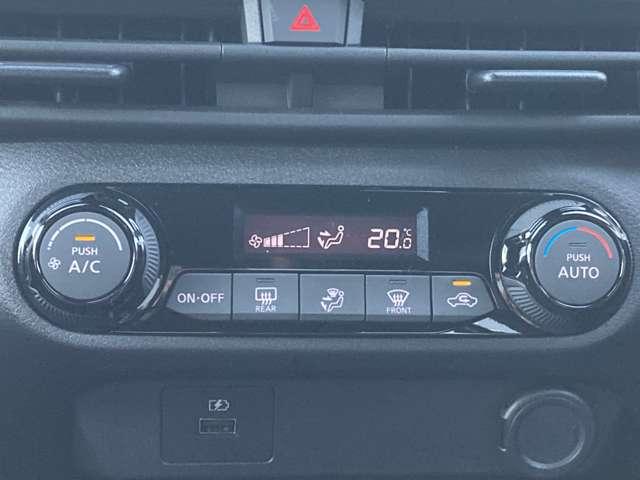 20.0 °C
PUSH
A/C
PUSH
AUTO
ON·OFF
REAR
FRONT